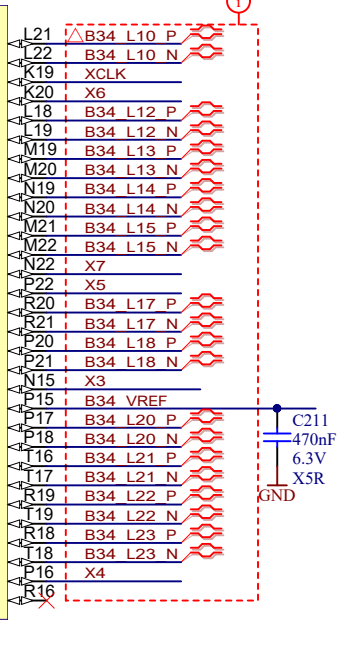 1
L21 B34_L10_P
L22 B34_L10_N
K19 XCLK
K20 X6
L18 B34_L12_P
L19 B34_L12_N
M19 B34_L13_P
M20 B34_L13_N
N19 B34_L14_P
N20 B34_L14_N
M21 B34_L15_P
M22 B34_L15_N
N22 X7
P22 X5
R20 B34_L17_P
R21 B34_L17_N
P20 B34_L18_P
P21 B34_L18_N
N15 X3
P15 B34_VREF
P17 B34_L20_P
P18 B34_L20_N
T16 B34_L21_P
T17 B34_L21_N
R19 B34_L22_P
T19 B34_L22_N
R18 B34_L23_P
T18 B34_L23_N
P16 X4
R16
C211
470nF
6.3V
X5R
GND